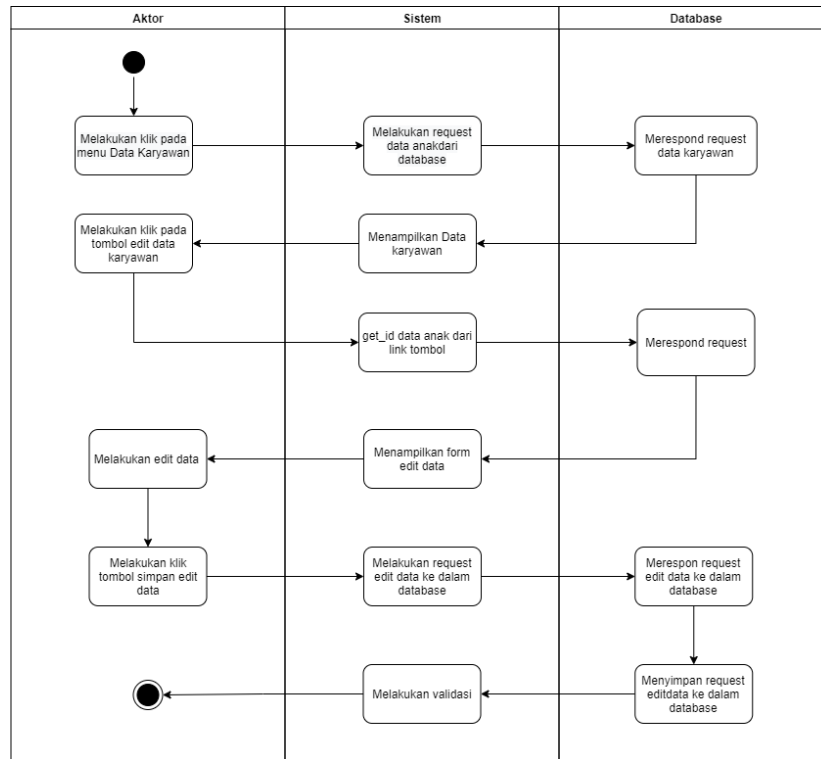 Aktor
Sistem
Database
Melakukan klik pada
menu Data Karyawan
Melakukan request
data anakdari
database
Merespond request
data karyawan
Melakukan klik pada
tombol edit data
karyawan
Menampilkan Data
karyawan
get_id data anak dari
link tombol
Merespond request
Melakukan edit data
Menampilkan form
edit data
Melakukan klik
tombol simpan edit
data
Melakukan request
edit data ke dalam
database
Merespon request
edit data ke dalam
database
Melakukan validasi
Menyimpan request
editdata ke dalam
database